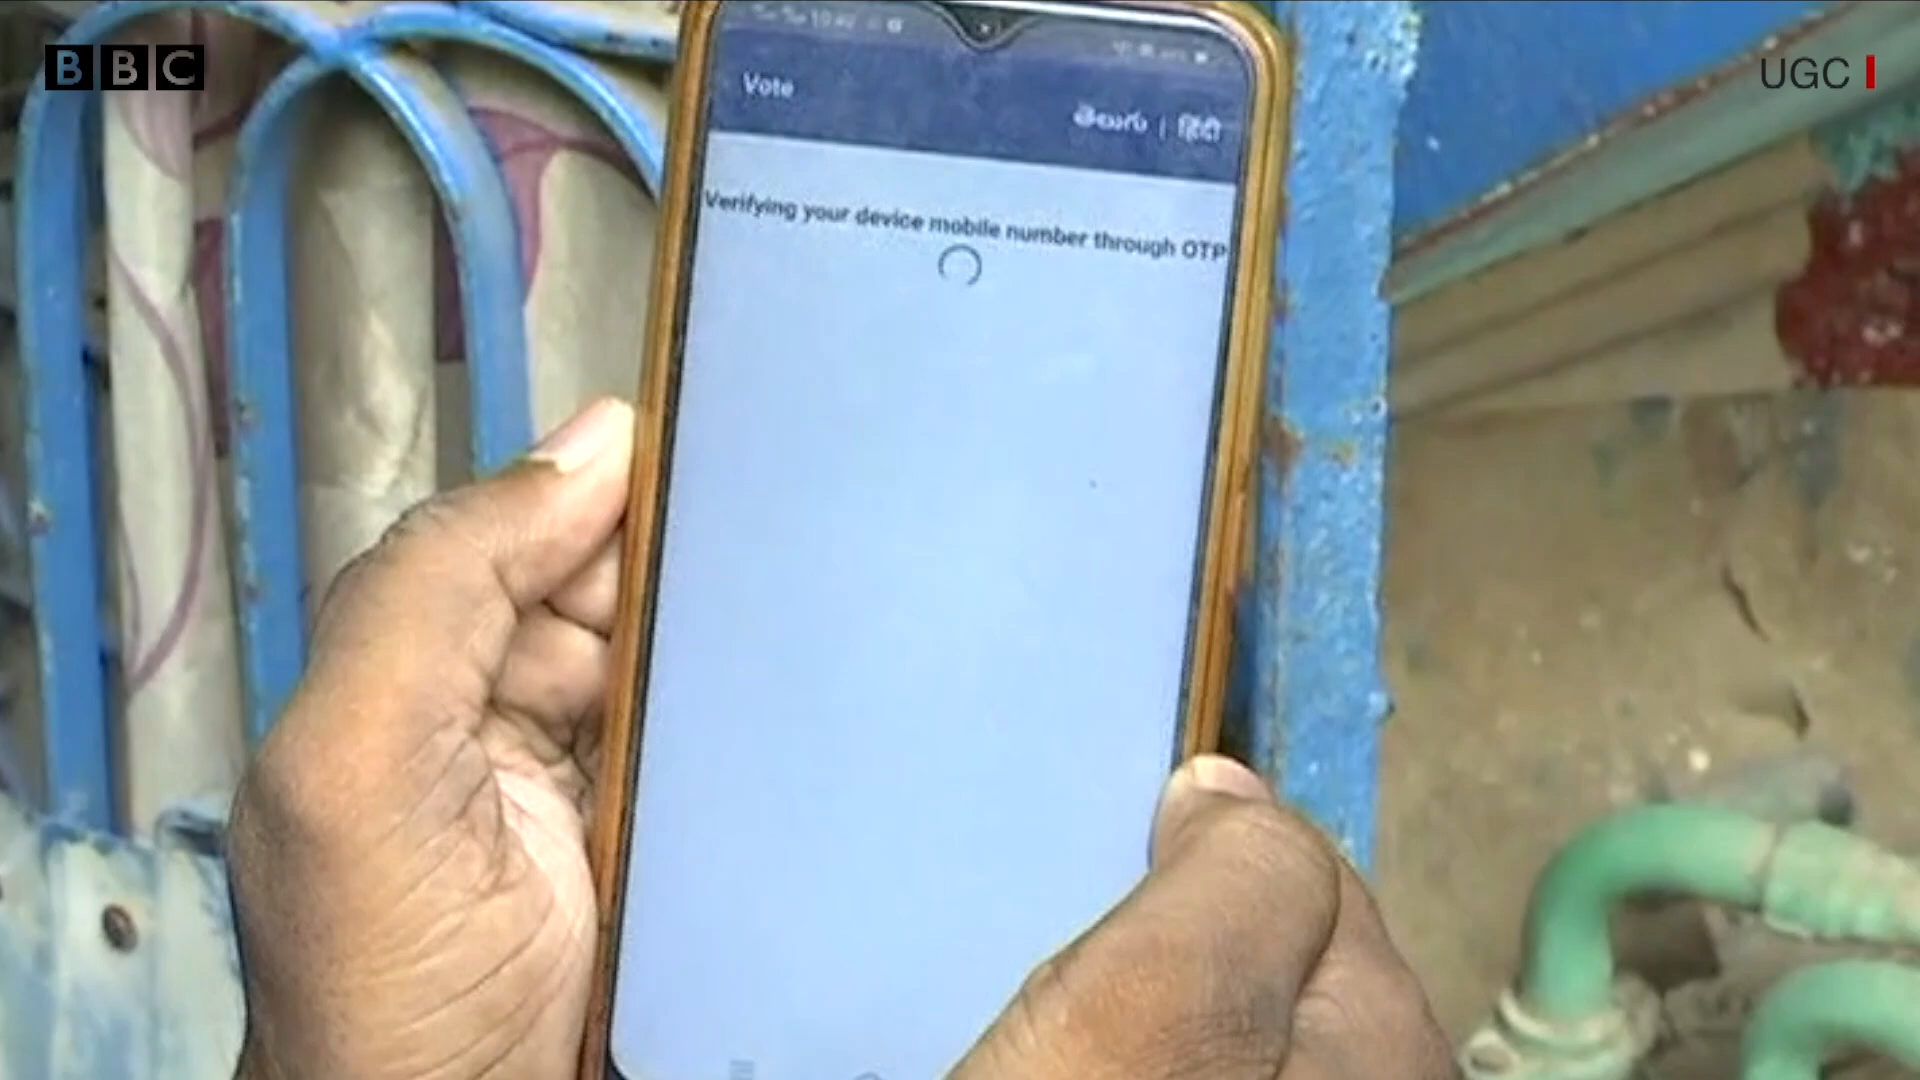 BBC
UGC
Vote
తెలుగు | हिंदी
Verifying your device mobile number through OTP